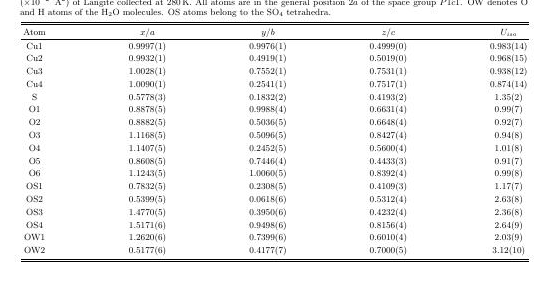 (×10⁻² Å²) of Langite collected at 280 K. All atoms are in the general position 2a of the space group P1c1. OW denotes O
and H atoms of the H₂O molecules. OS atoms belong to the SO₄ tetrahedra.
Atom x/a y/b z/c Uiso
Cu1 0.9997(1) 0.9976(1) 0.4999(0) 0.983(14)
Cu2 0.9932(1) 0.4919(1) 0.5019(0) 0.968(15)
Cu3 1.0028(1) 0.7552(1) 0.7531(1) 0.938(12)
Cu4 1.0090(1) 0.2541(1) 0.7517(1) 0.874(14)
S 0.5778(3) 0.1832(2) 0.4193(2) 1.35(2)
O1 0.8878(5) 0.9988(4) 0.6631(4) 0.99(7)
O2 0.8882(5) 0.5036(5) 0.6648(4) 0.92(7)
O3 1.1168(5) 0.5096(5) 0.8427(4) 0.94(8)
O4 1.1407(5) 0.2452(5) 0.5600(4) 1.01(8)
O5 0.8608(5) 0.7446(4) 0.4433(3) 0.91(7)
O6 1.1243(5) 1.0060(5) 0.8392(4) 0.99(8)
OS1 0.7832(5) 0.2308(5) 0.4109(3) 1.17(7)
OS2 0.5399(5) 0.0618(6) 0.5312(4) 2.63(8)
OS3 1.4770(5) 0.3950(6) 0.4232(4) 2.36(8)
OS4 1.5171(6) 0.9498(6) 0.8156(4) 2.64(9)
OW1 1.2620(6) 0.7399(6) 0.6010(4) 2.03(9)
OW2 0.5177(6) 0.4177(7) 0.7000(5) 3.12(10)